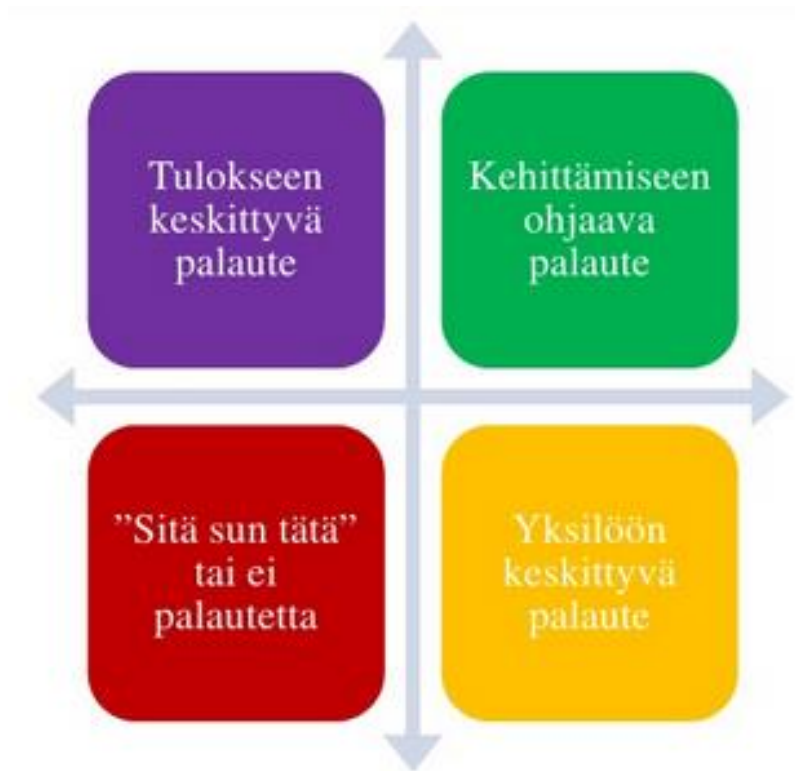 Tulokseen
keskittyvä
palaute
Kehittämiseen
ohjaava
palaute
”Sitä sun tätä”
tai ei
palautetta
Yksilöön
keskittyvä
palaute